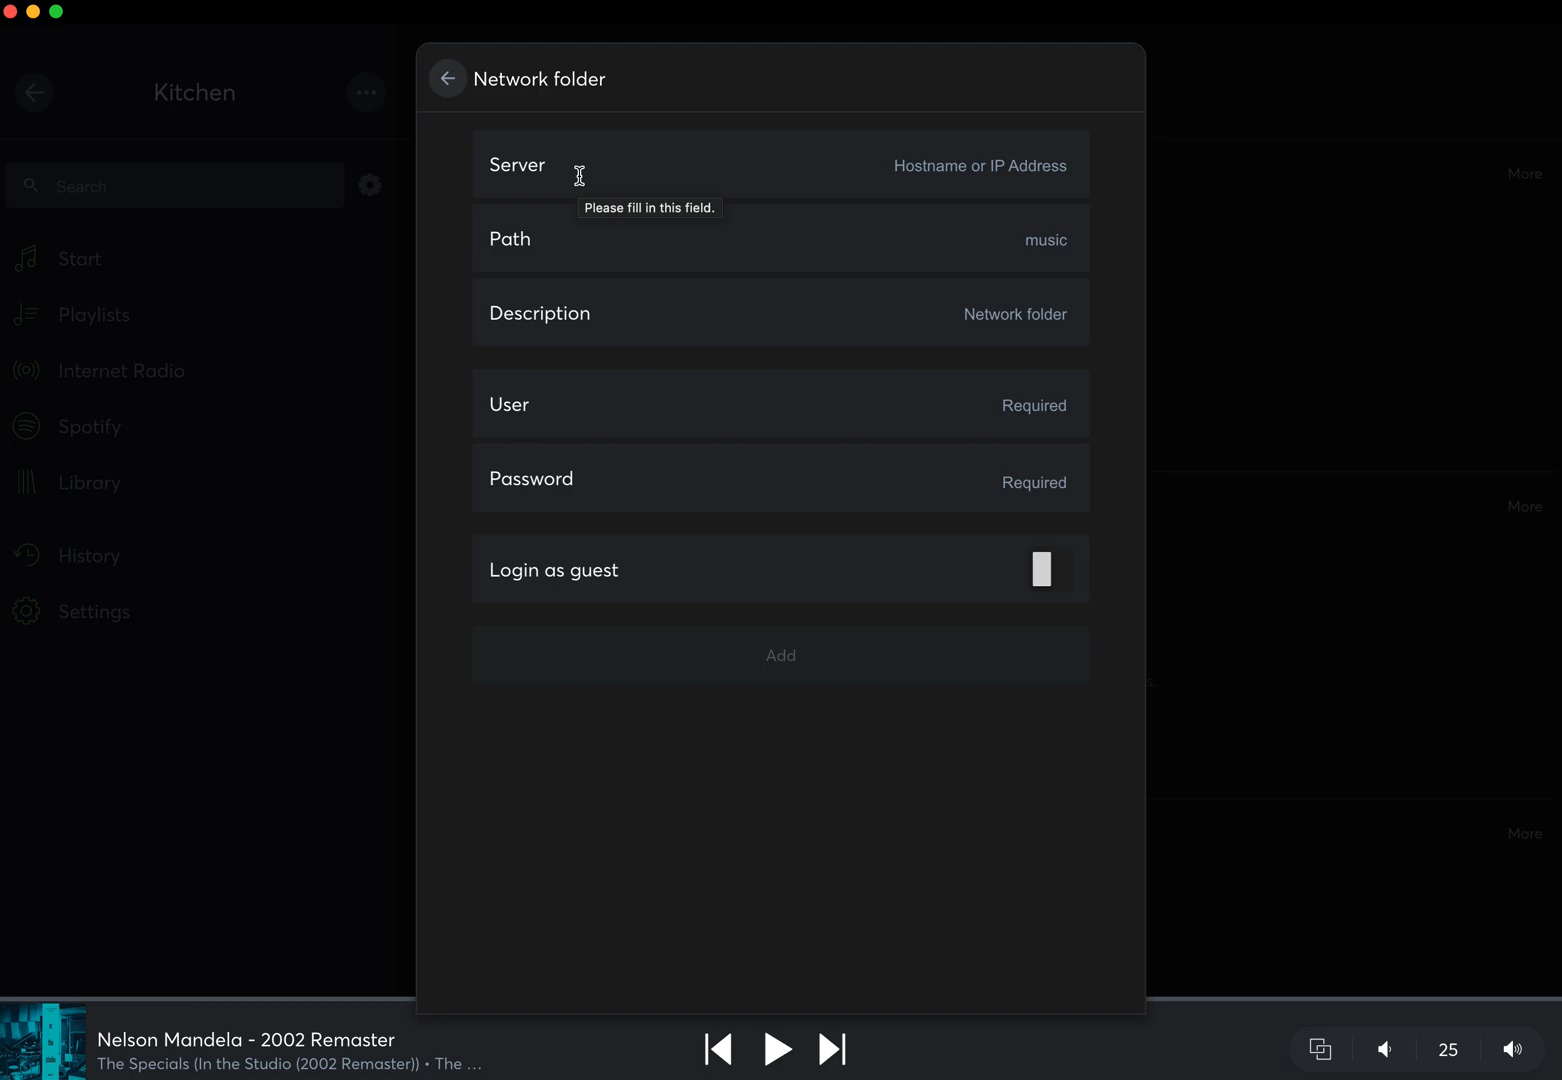 Kitchen
Search
Start
Playlists
Internet Radio
Spotify
Library
History
Settings
Network folder
Server
Hostname or IP Address
Please fill in this field.
Path
music
Description
Network folder
User
Required
Password
Required
Login as guest
Add
More
More
s.
More
Nelson Mandela - 2002 Remaster
The Specials (In the Studio (2002 Remaster)) • The ...
25